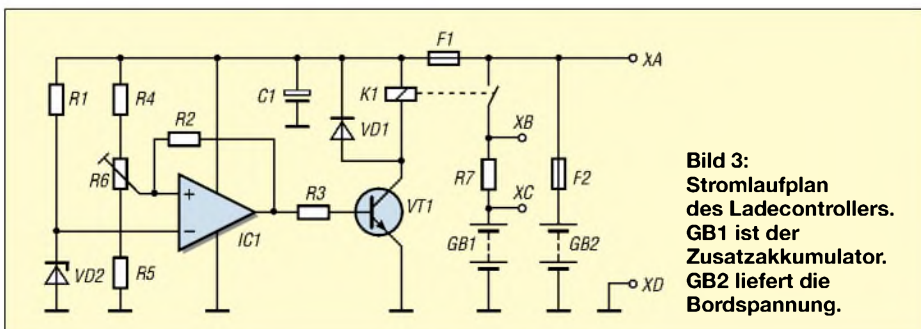 F1
XA
R1
R4
C1
K1
R2
VD1
XB
R6
R7
F2
+
R3
XC
VT1
−
IC1
GB1
GB2
VD2
R5
XD
Bild 3:
Stromlaufplan
des Ladecontrollers.
GB1 ist der
Zusatzakkumulator.
GB2 liefert die
Bordspannung.